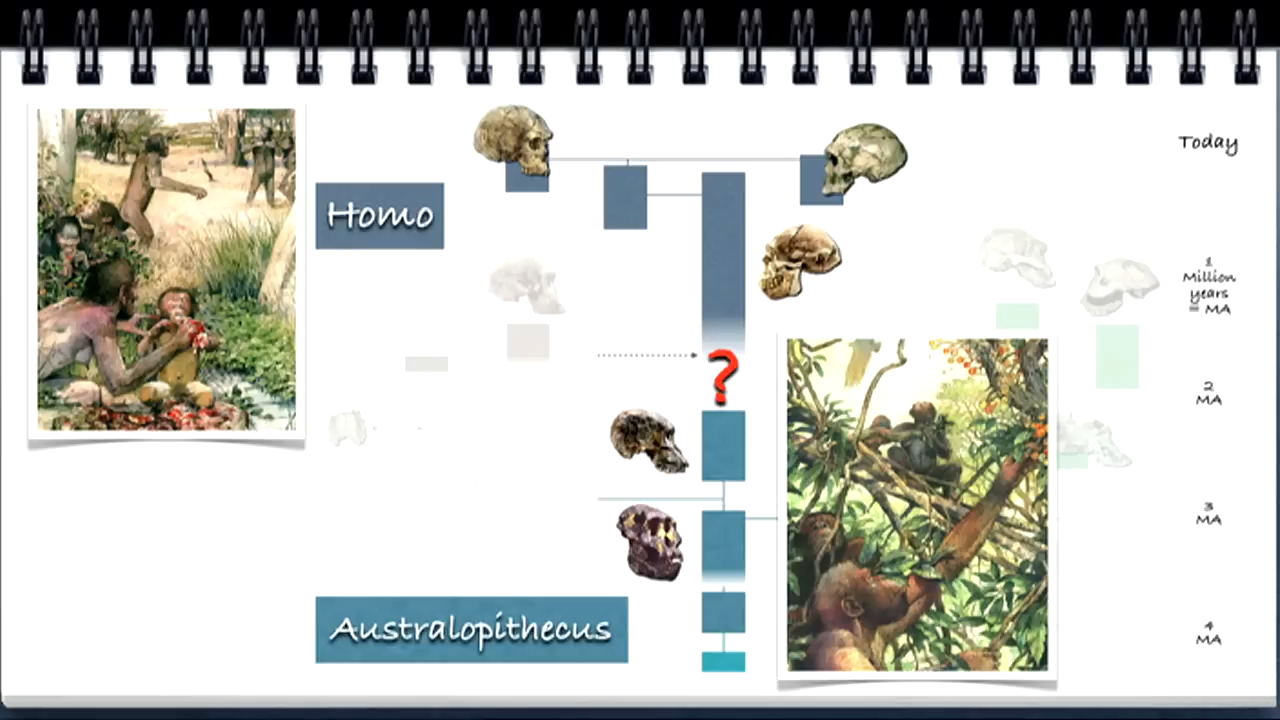 Today
Homo
1
Million
years
= MA
?
2
MA
3
MA
Australopithecus
4
MA